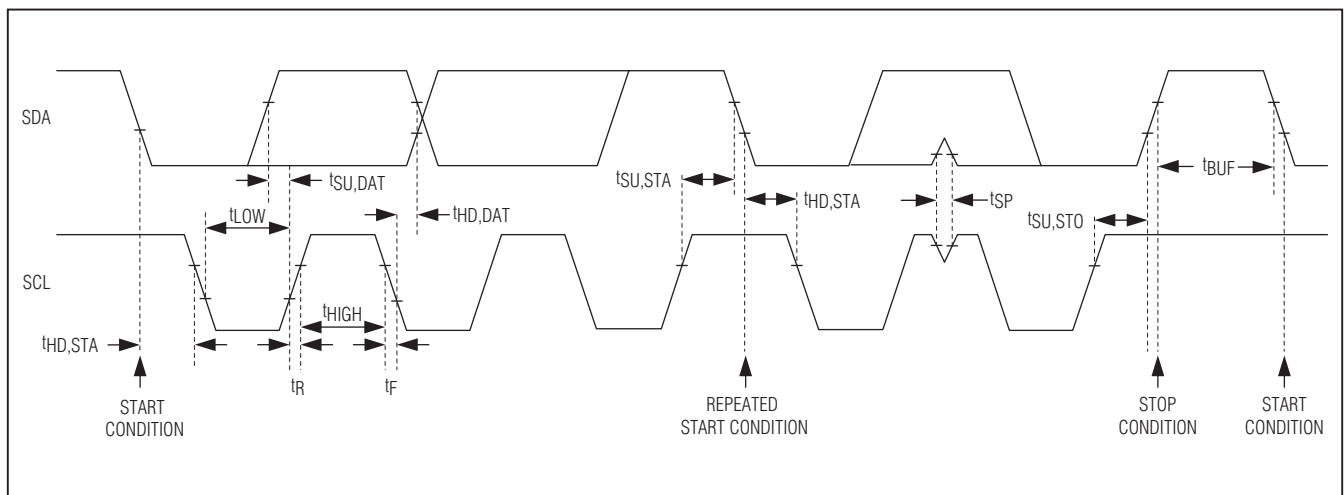 SDA
tSU,DAT
tLOW
tHD,DAT
tSU,STA
tHD,STA
tSP
tBUF
tSU,STO
SCL
tHIGH
tHD,STA
tR
tF
START
CONDITION
REPEATED
START CONDITION
STOP
CONDITION
START
CONDITION